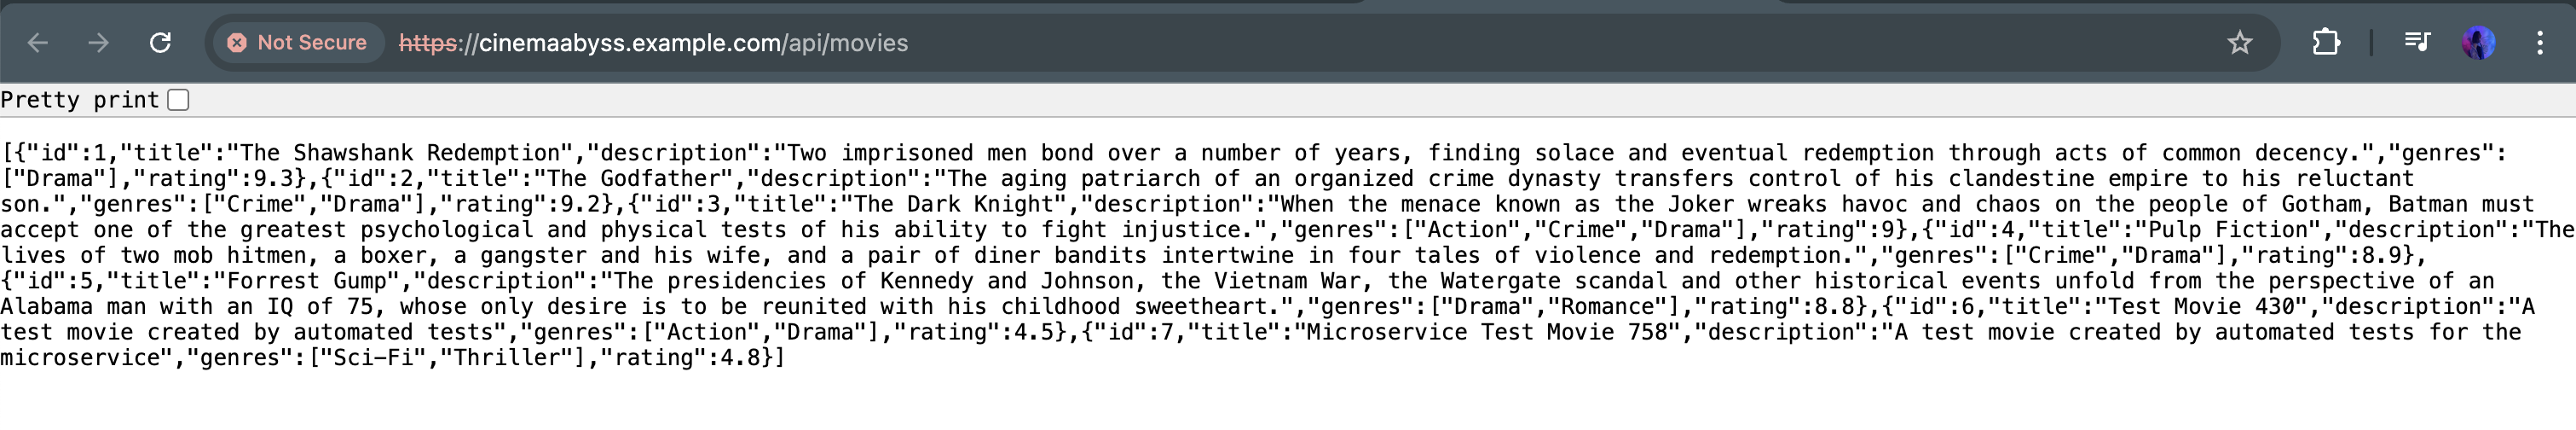 Not Secure https://cinemaabyss.example.com/api/movies
Pretty print
[{"id":1,"title":"The Shawshank Redemption","description":"Two imprisoned men bond over a number of years, finding solace and eventual redemption through acts of common decency.","genres":
["Drama"],"rating":9.3},{"id":2,"title":"The Godfather","description":"The aging patriarch of an organized crime dynasty transfers control of his clandestine empire to his reluctant
son.","genres":["Crime","Drama"],"rating":9.2},{"id":3,"title":"The Dark Knight","description":"When the menace known as the Joker wreaks havoc and chaos on the people of Gotham, Batman must
accept one of the greatest psychological and physical tests of his ability to fight injustice.","genres":["Action","Crime","Drama"],"rating":9},{"id":4,"title":"Pulp Fiction","description":"The
lives of two mob hitmen, a boxer, a gangster and his wife, and a pair of diner bandits intertwine in four tales of violence and redemption.","genres":["Crime","Drama"],"rating":8.9},
{"id":5,"title":"Forrest Gump","description":"The presidencies of Kennedy and Johnson, the Vietnam War, the Watergate scandal and other historical events unfold from the perspective of an
Alabama man with an IQ of 75, whose only desire is to be reunited with his childhood sweetheart.","genres":["Drama","Romance"],"rating":8.8},{"id":6,"title":"Test Movie 430","description":"A
test movie created by automated tests","genres":["Action","Drama"],"rating":4.5},{"id":7,"title":"Microservice Test Movie 758","description":"A test movie created by automated tests for the
microservice","genres":["Sci-Fi","Thriller"],"rating":4.8}]